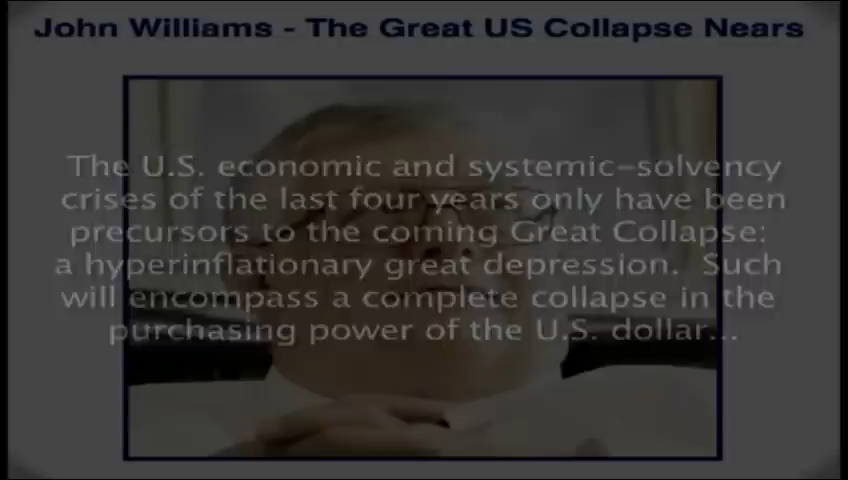 John Williams - The Great US Collapse Nears
The U.S. economic and systemic-solvency
crises of the last four years only have been
precursors to the coming Great Collapse:
a hyperinflationary great depression. Such
will encompass a complete collapse in the
purchasing power of the U.S. dollar...